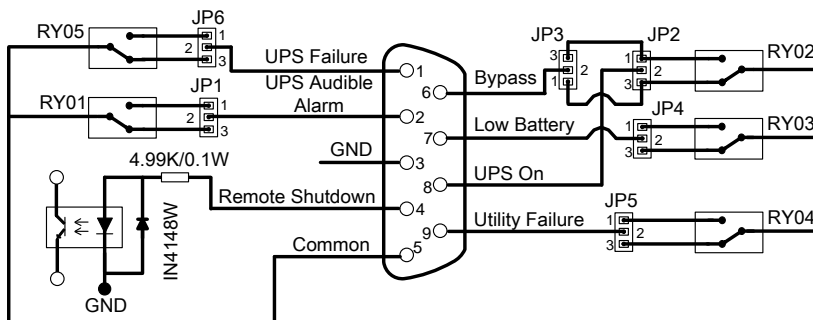 RY05
JP6
1
2
3
UPS Failure
UPS Audible
Alarm
RY01
JP1
1
2
3
GND
4.99K/0.1W
Remote Shutdown
IN4148W
GND
Common
1
2
3
4
5
6
7
8
9
Bypass
Low Battery
UPS On
Utility Failure
JP3
3
2
1
JP2
1
2
3
RY02
JP4
1
2
3
RY03
JP5
1
2
3
RY04